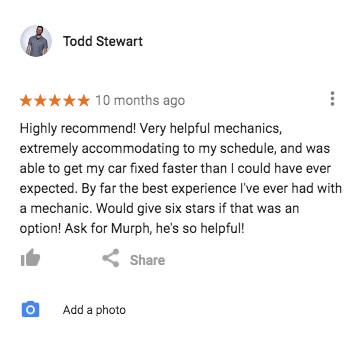 Todd Stewart
10 months ago
Highly recommend! Very helpful mechanics,
extremely accommodating to my schedule, and was
able to get my car fixed faster than I could have ever
expected. By far the best experience I've ever had with
a mechanic. Would give six stars if that was an
option! Ask for Murph, he's so helpful!
Share
Add a photo